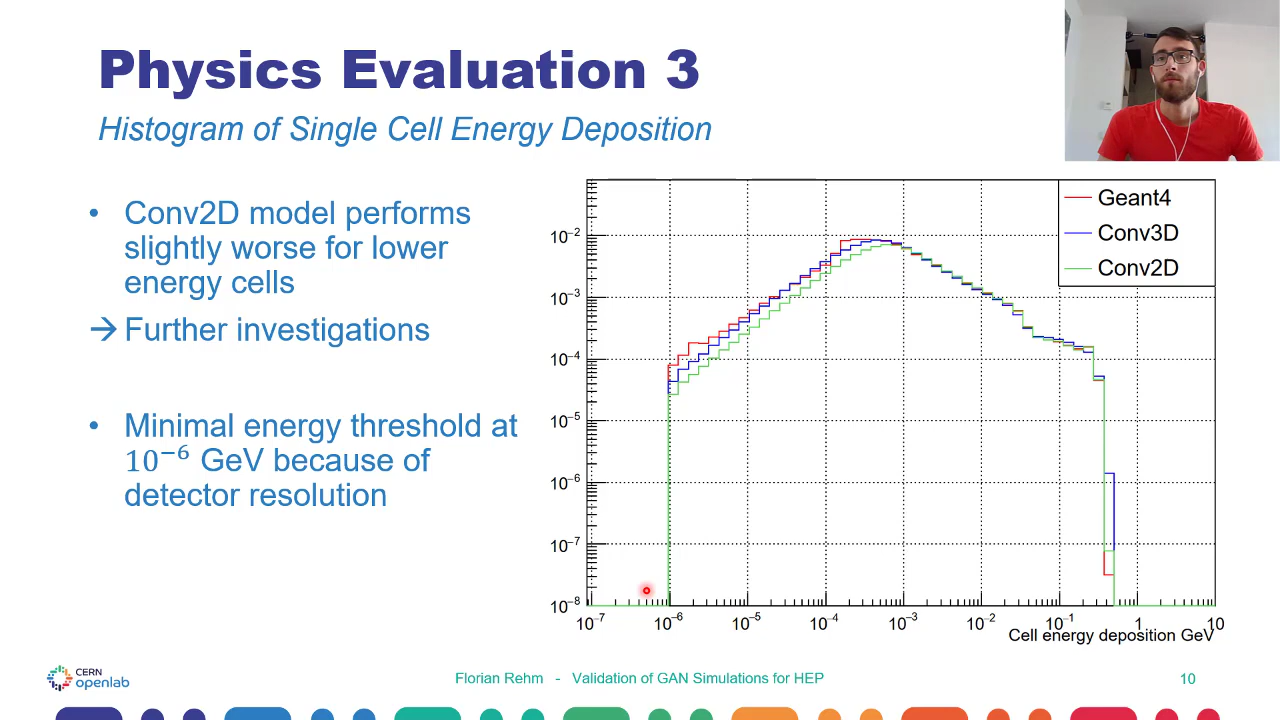 Physics Evaluation 3
Histogram of Single Cell Energy Deposition
• Conv2D model performs
slightly worse for lower
energy cells
→ Further investigations
• Minimal energy threshold at
10⁻⁶ GeV because of
detector resolution
Geant4
Conv3D
Conv2D
10⁻²
10⁻³
10⁻⁴
10⁻⁵
10⁻⁶
10⁻⁷
10⁻⁸
10⁻⁷ 10⁻⁶ 10⁻⁵ 10⁻⁴ 10⁻³ 10⁻² 10⁻¹ 1 10
Cell energy deposition GeV
CERN
openlab
Florian Rehm - Validation of GAN Simulations for HEP
10